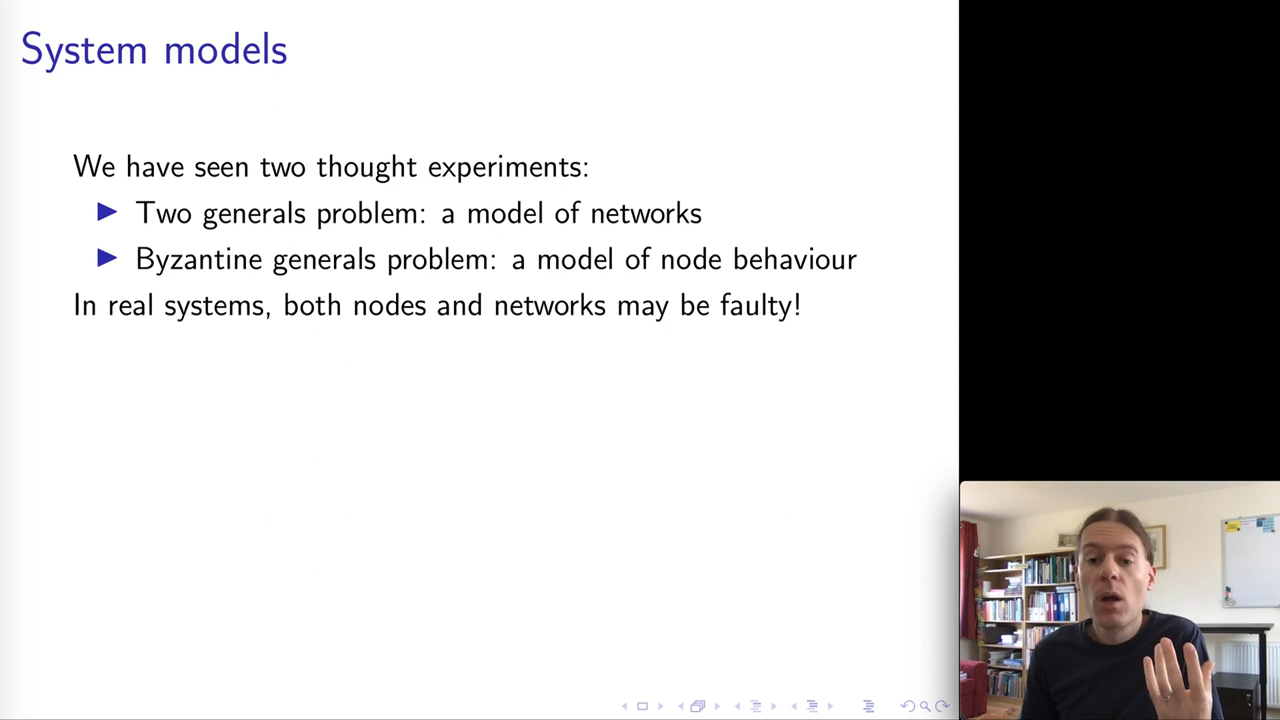 System models
We have seen two thought experiments:
Two generals problem: a model of networks
Byzantine generals problem: a model of node behaviour
In real systems, both nodes and networks may be faulty!